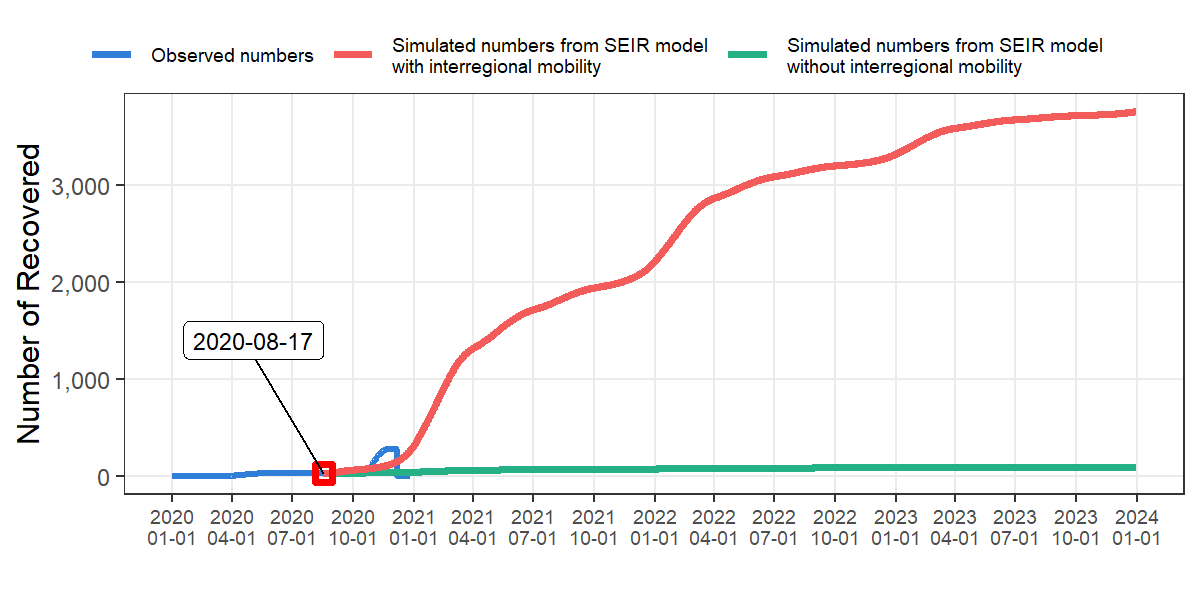 Observed numbers
Simulated numbers from SEIR model
with interregional mobility
Simulated numbers from SEIR model
without interregional mobility
Number of Recovered
3,000
2,000
1,000
0
2020-08-17
2020 2020 2020 2020 2021 2021 2021 2021 2022 2022 2022 2022 2023 2023 2023 2023 2024
01-01 04-01 07-01 10-01 01-01 04-01 07-01 10-01 01-01 04-01 07-01 10-01 01-01 04-01 07-01 10-01 01-01